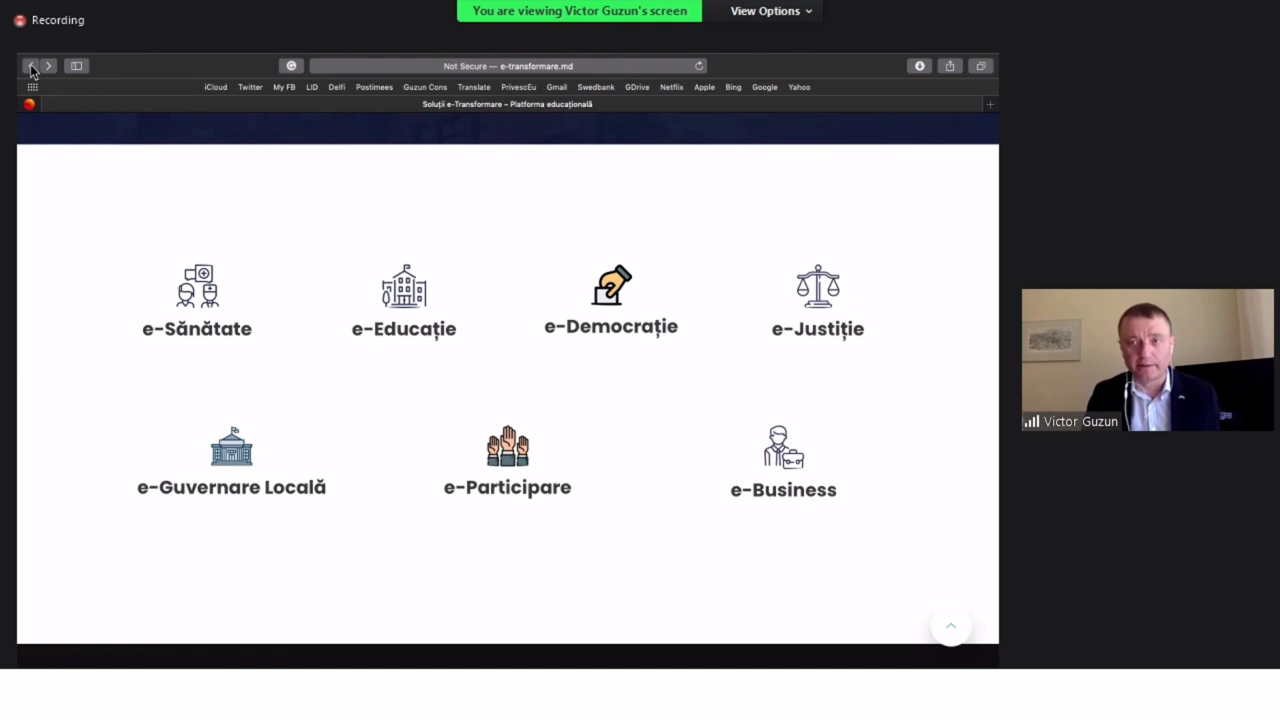 Recording
You are viewing Victor Guzun's screen
View Options
Not Secure — e-transformare.md
iCloud Twitter My FB LID Delfi Postimees Guzun Cons Translate PrivescEu Gmail Swedbank GDrive Netflix Apple Bing Google Yahoo
Soluții e-Transformare – Platforma educațională
e-Sănătate
e-Educație
e-Democrație
e-Justiție
e-Guvernare Locală
e-Participare
e-Business
Victor Guzun